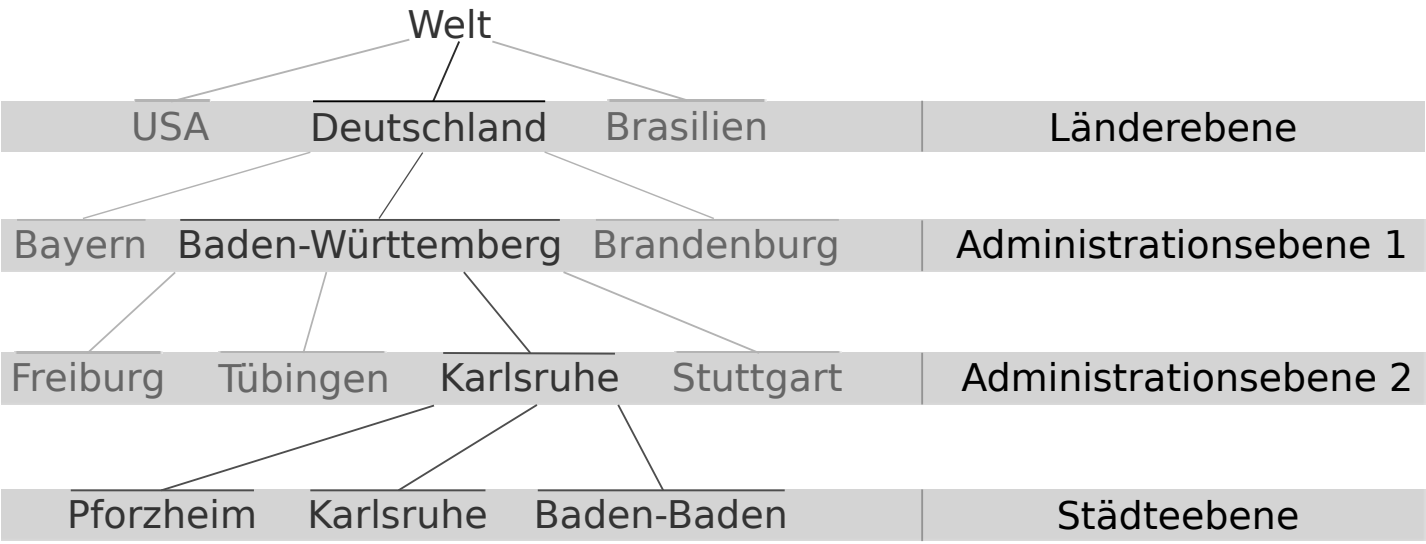 Welt
USA Deutschland Brasilien Länderebene
Bayern Baden-Württemberg Brandenburg Administrationsebene 1
Freiburg Tübingen Karlsruhe Stuttgart Administrationsebene 2
Pforzheim Karlsruhe Baden-Baden Städteebene